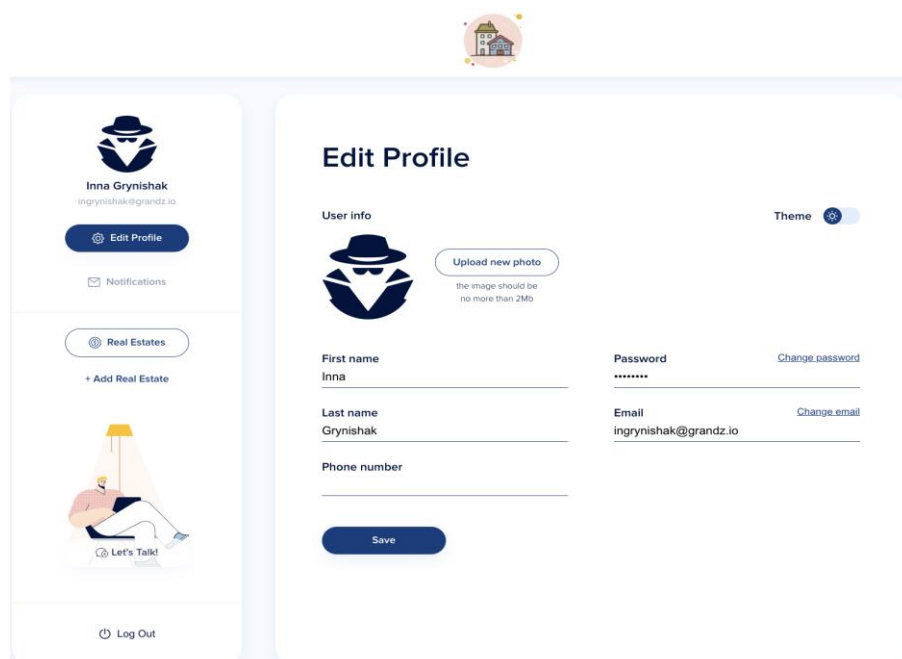 Inna Grynishak
ingrynishak@grandz.io
Edit Profile
Notifications
Real Estates
+ Add Real Estate
Let's Talk!
Log Out
Edit Profile
User info
Theme
Upload new photo
the image should be
no more than 2Mb
First name
Inna
Password
Change password
••••••••
Last name
Grynishak
Email
Change email
ingrynishak@grandz.io
Phone number
Save